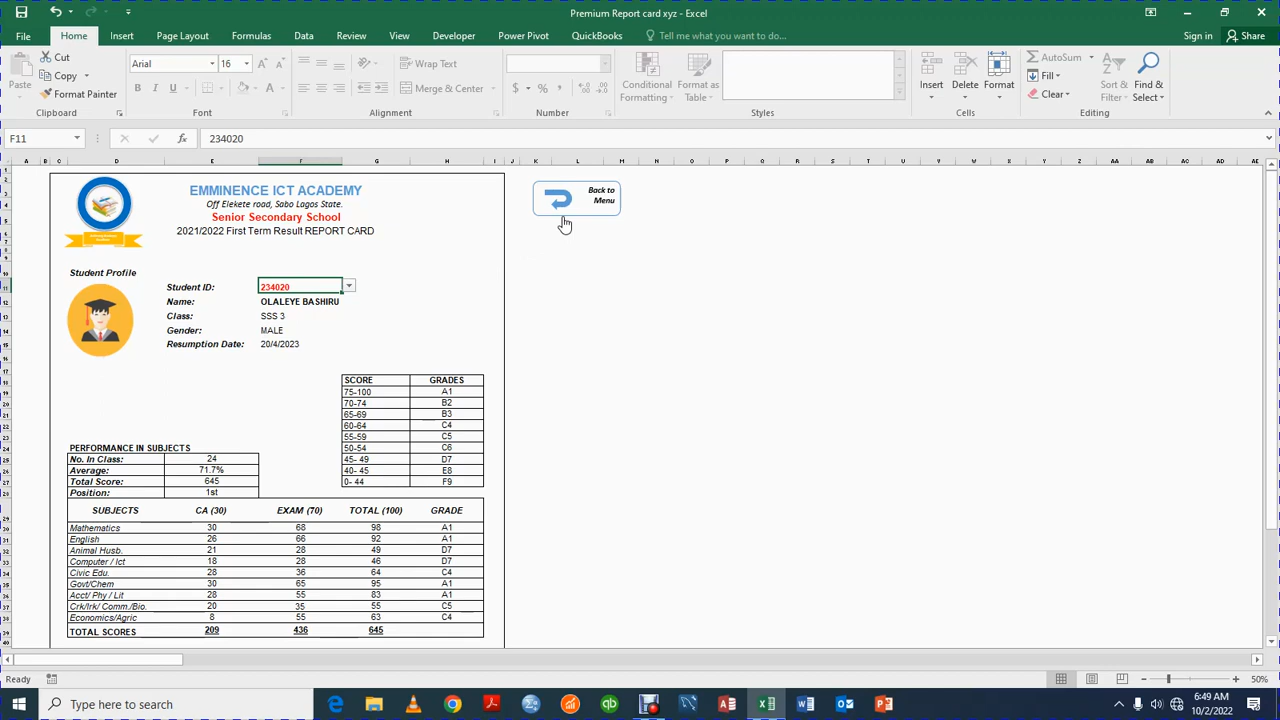 Premium Report card xyz - Excel
File Home Insert Page Layout Formulas Data Review View Developer Power Pivot QuickBooks Tell me what you want to do... Sign in Share
Paste
Cut
Copy
Format Painter
Clipboard
Arial 16
B I U
Font
Wrap Text
Merge & Center
Alignment
Number
Conditional Formatting
Format as Table
Styles
Insert Delete Format
Cells
AutoSum
Fill
Clear
Sort & Filter
Find & Select
Editing
F11 fx 234020
A B C D E F G H I J K L M N O P Q R S T U V W X Y Z AA AB AC AD AE
EMMINENCE ICT ACADEMY
Off Elekete road, Sabo Lagos State.
Senior Secondary School
2021/2022 First Term Result REPORT CARD
Back to Menu
Student Profile
Student ID: 234020
Name: OLALEYE BASHIRU
Class: SSS 3
Gender: MALE
Resumption Date: 20/4/2023
SCORE GRADES
75-100 A1
70-74 B2
65-69 B3
60-64 C4
55-59 C5
50-54 C6
45- 49 D7
40- 45 E8
0- 44 F9
PERFORMANCE IN SUBJECTS
No. In Class: 24
Average: 71.7%
Total Score: 645
Position: 1st
SUBJECTS CA (30) EXAM (70) TOTAL (100) GRADE
Mathematics 30 68 98 A1
English 26 66 92 A1
Animal Husb. 21 28 49 D7
Computer / Ict 18 28 46 D7
Civic Edu. 28 36 64 C4
Govt/Chem 30 65 95 A1
Acct/ Phy / Lit 28 55 83 A1
Crk/Irk/ Comm./Bio. 20 35 55 C5
Economics/Agric 8 55 63 C4
TOTAL SCORES 209 436 645
Ready 50%
Type here to search
6:49 AM
10/2/2022